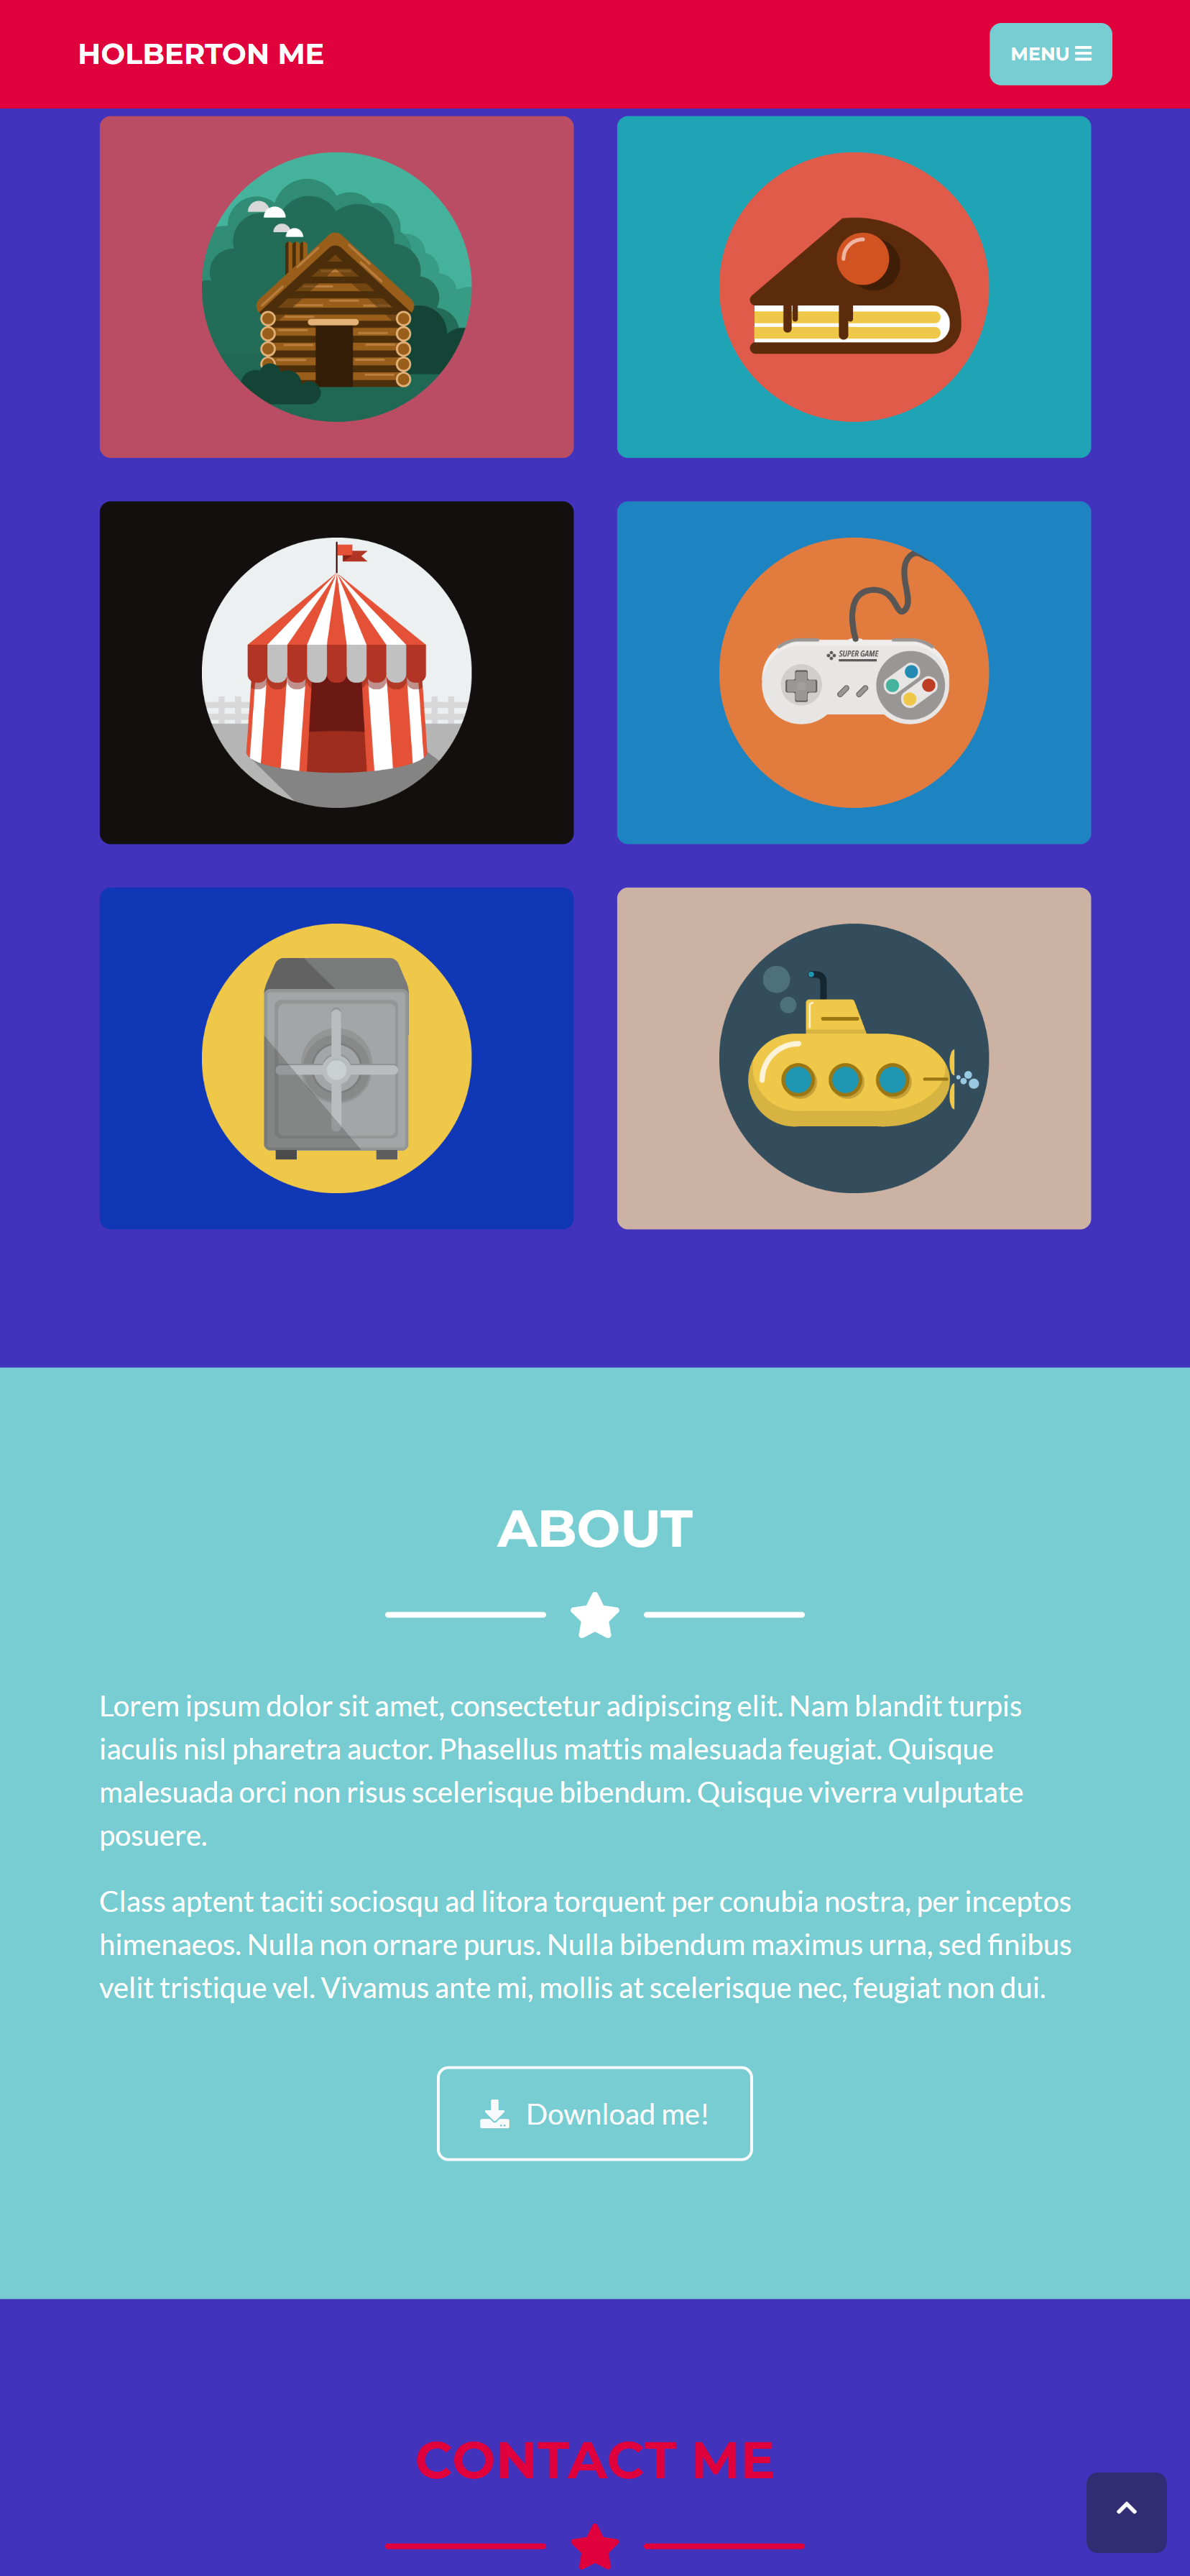 HOLBERTON ME
MENU
SUPER GAME
ABOUT
Lorem ipsum dolor sit amet, consectetur adipiscing elit. Nam blandit turpis
iaculis nisl pharetra auctor. Phasellus mattis malesuada feugiat. Quisque
malesuada orci non risus scelerisque bibendum. Quisque viverra vulputate
posuere.
Class aptent taciti sociosqu ad litora torquent per conubia nostra, per inceptos
himenaeos. Nulla non ornare purus. Nulla bibendum maximus urna, sed finibus
velit tristique vel. Vivamus ante mi, mollis at scelerisque nec, feugiat non dui.
Download me!
CONTACT ME